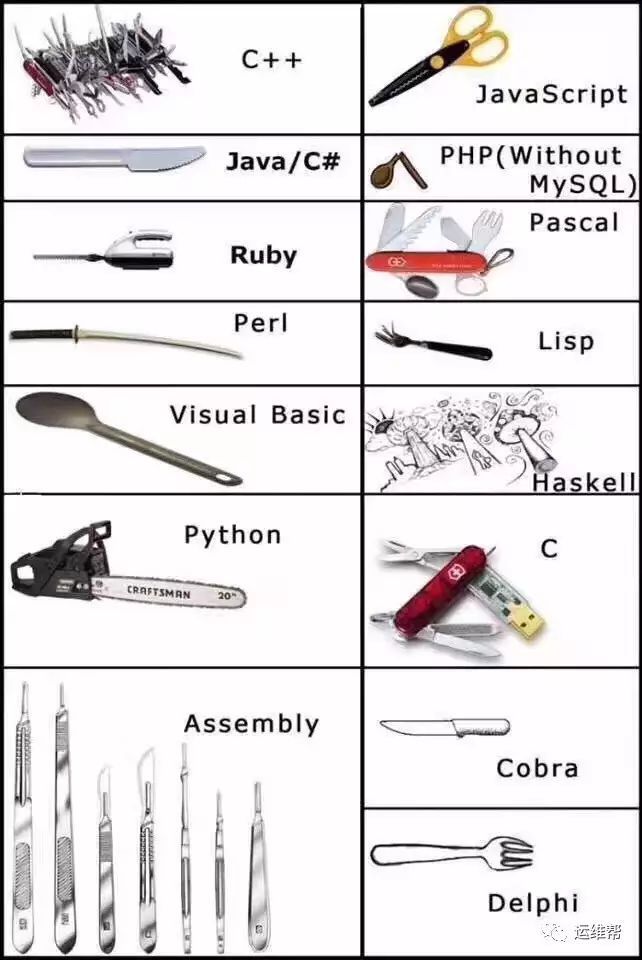 C++
JavaScript
Java/C#
PHP(Without
MySQL)
Ruby
Pascal
Perl
Lisp
Visual Basic
Haskell
Python
CRAFTSMAN 20"
C
Assembly
Cobra
Delphi
运维帮